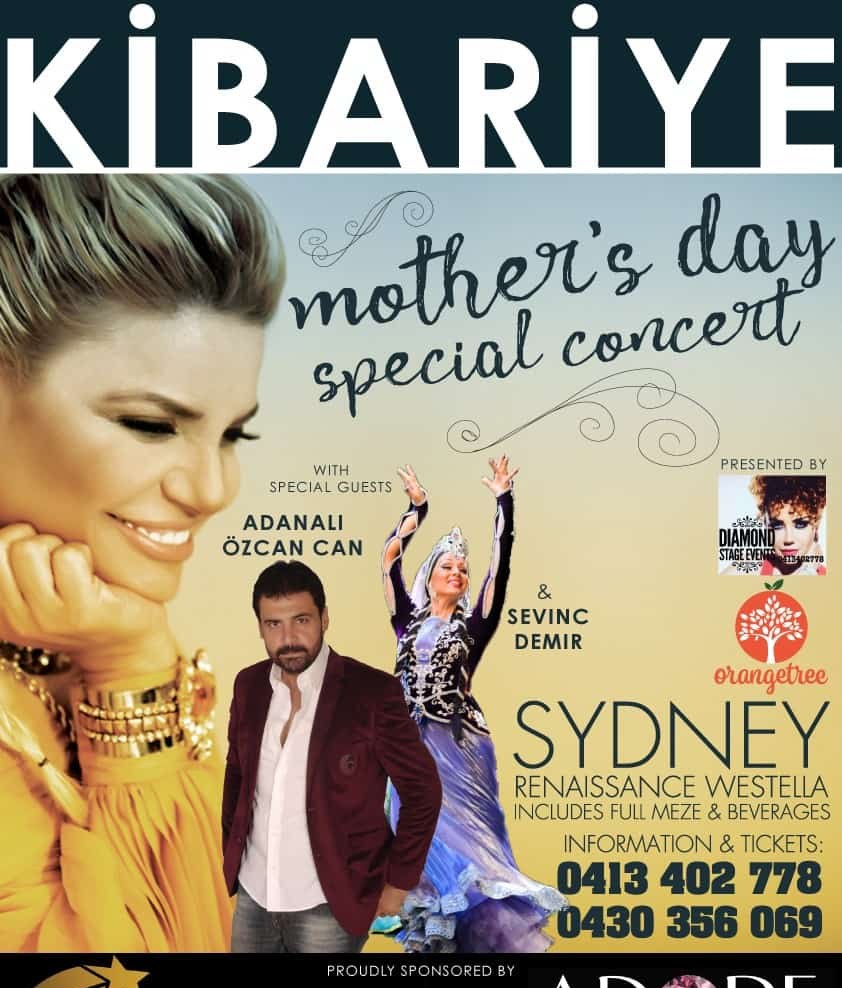 KİBARİYE
mother's day
special concert
WITH
SPECIAL GUESTS
ADANALI
ÖZCAN CAN
&
SEVINC
DEMIR
PRESENTED BY
DIAMOND
STAGE EVENTS
0413402778
orangetree
SYDNEY
RENAISSANCE WESTELLA
INCLUDES FULL MEZE & BEVERAGES
INFORMATION & TICKETS:
0413 402 778
0430 356 069
PROUDLY SPONSORED BY